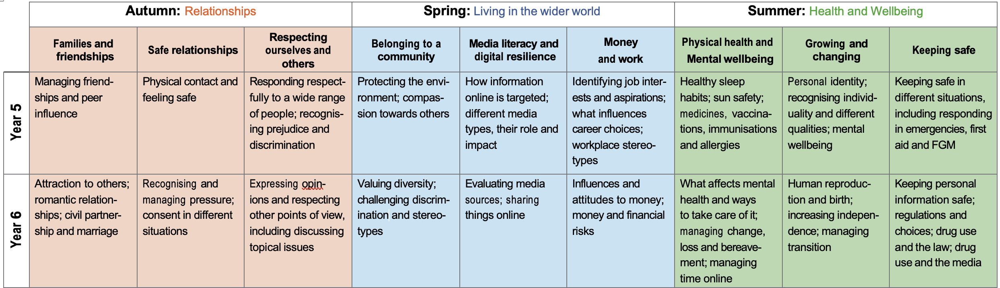 Autumn: Relationships
Spring: Living in the wider world
Summer: Health and Wellbeing
Families and
friendships
Safe relationships
Respecting
ourselves and
others
Belonging to a
community
Media literacy and
digital resilience
Money
and work
Physical health and
Mental wellbeing
Growing and
changing
Keeping safe
Year 5
Managing friend-
ships and peer
influence
Physical contact and
feeling safe
Responding respect-
fully to a wide range
of people; recognis-
ing prejudice and
discrimination
Protecting the envi-
ronment; compas-
sion towards others
How information
online is targeted;
different media
types, their role and
impact
Identifying job inter-
ests and aspirations;
what influences
career choices;
workplace stereo-
types
Healthy sleep
habits; sun safety;
medicines, vaccina-
tions, immunisations
and allergies
Personal identity;
recognising individ-
uality and different
qualities; mental
wellbeing
Keeping safe in
different situations,
including responding
in emergencies, first
aid and FGM
Year 6
Attraction to others;
romantic relation-
ships; civil partner-
ship and marriage
Recognising and
managing pressure;
consent in different
situations
Expressing opin-
ions and respecting
other points of view,
including discussing
topical issues
Valuing diversity;
challenging discrim-
ination and stereo-
types
Evaluating media
sources; sharing
things online
Influences and
attitudes to money;
money and financial
risks
What affects mental
health and ways
to take care of it;
managing change,
loss and bereave-
ment; managing
time online
Human reproduc-
tion and birth;
increasing indepen-
dence; managing
transition
Keeping personal
information safe;
regulations and
choices; drug use
and the law; drug
use and the media